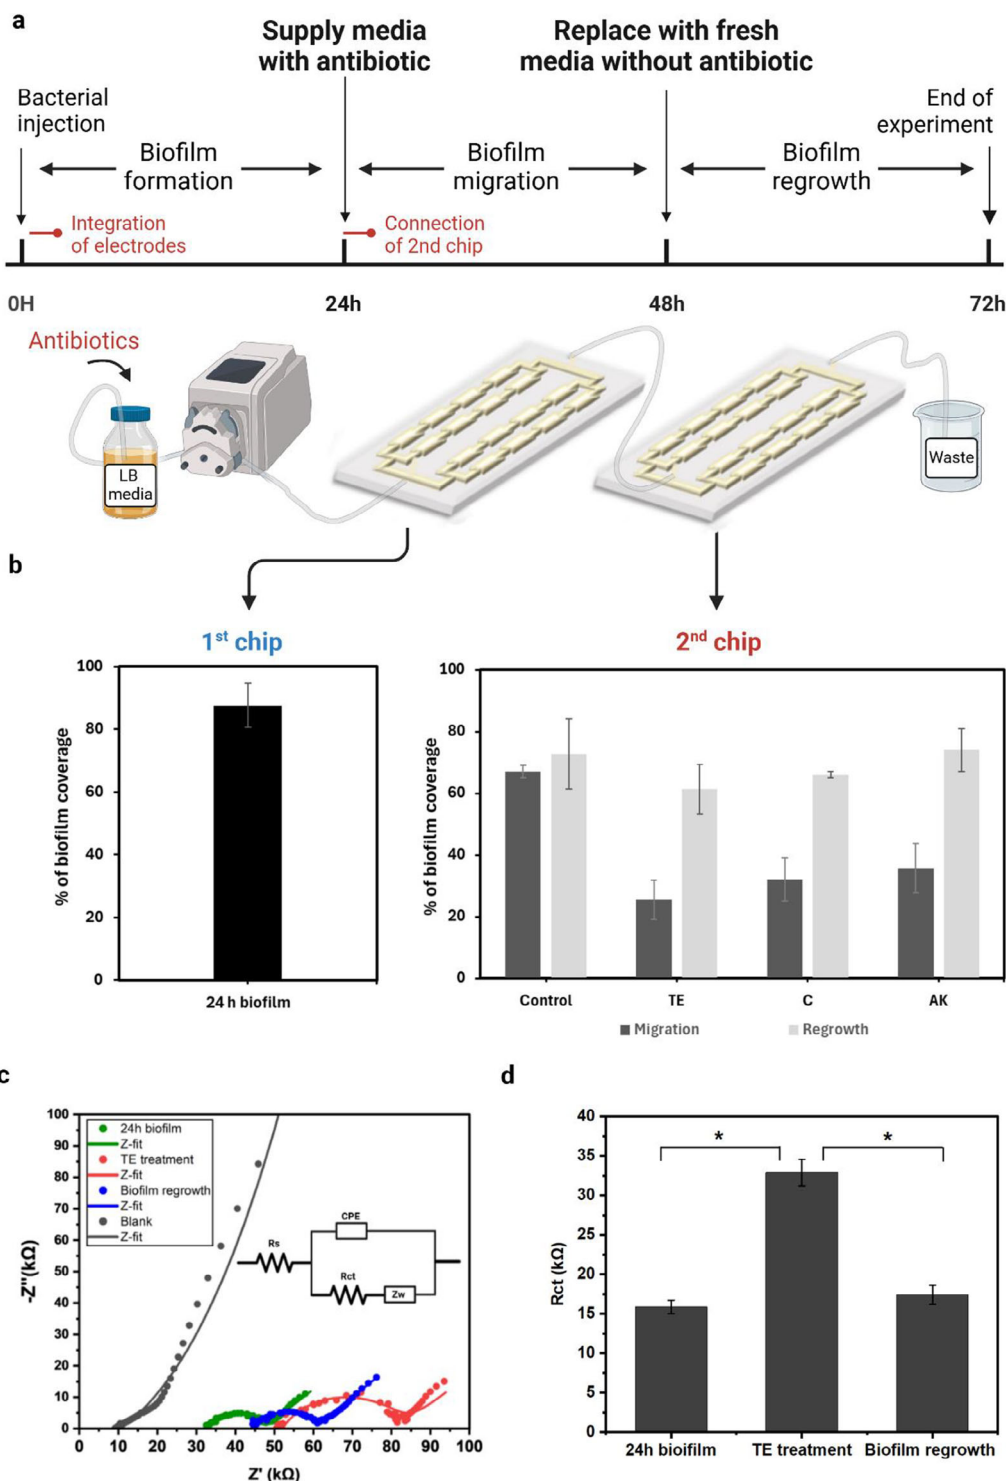 a
Supply media
with antibiotic
Replace with fresh
media without antibiotic
Bacterial
injection
End of
experiment
Biofilm
formation
Biofilm
migration
Biofilm
regrowth
Integration
of electrodes
Connection
of 2nd chip
0H
24h
48h
72h
Antibiotics
LB
media
Waste
b
1st chip
2nd chip
% of biofilm coverage
100
80
60
40
20
0
24 h biofilm
% of biofilm coverage
100
80
60
40
20
0
Control
TE
C
AK
Migration
Regrowth
c
-Z''(kΩ)
100
90
80
70
60
50
40
30
20
10
0
24h biofilm
Z-fit
TE treatment
Z-fit
Biofilm regrowth
Z-fit
Blank
Z-fit
CPE
Rs
Rct
Zw
0 10 20 30 40 50 60 70 80 90 100
Z' (kΩ)
d
Rct (kΩ)
40
35
30
25
20
15
10
5
0
*
*
24h bioifilm
TE treatment
Biofilm regrowth